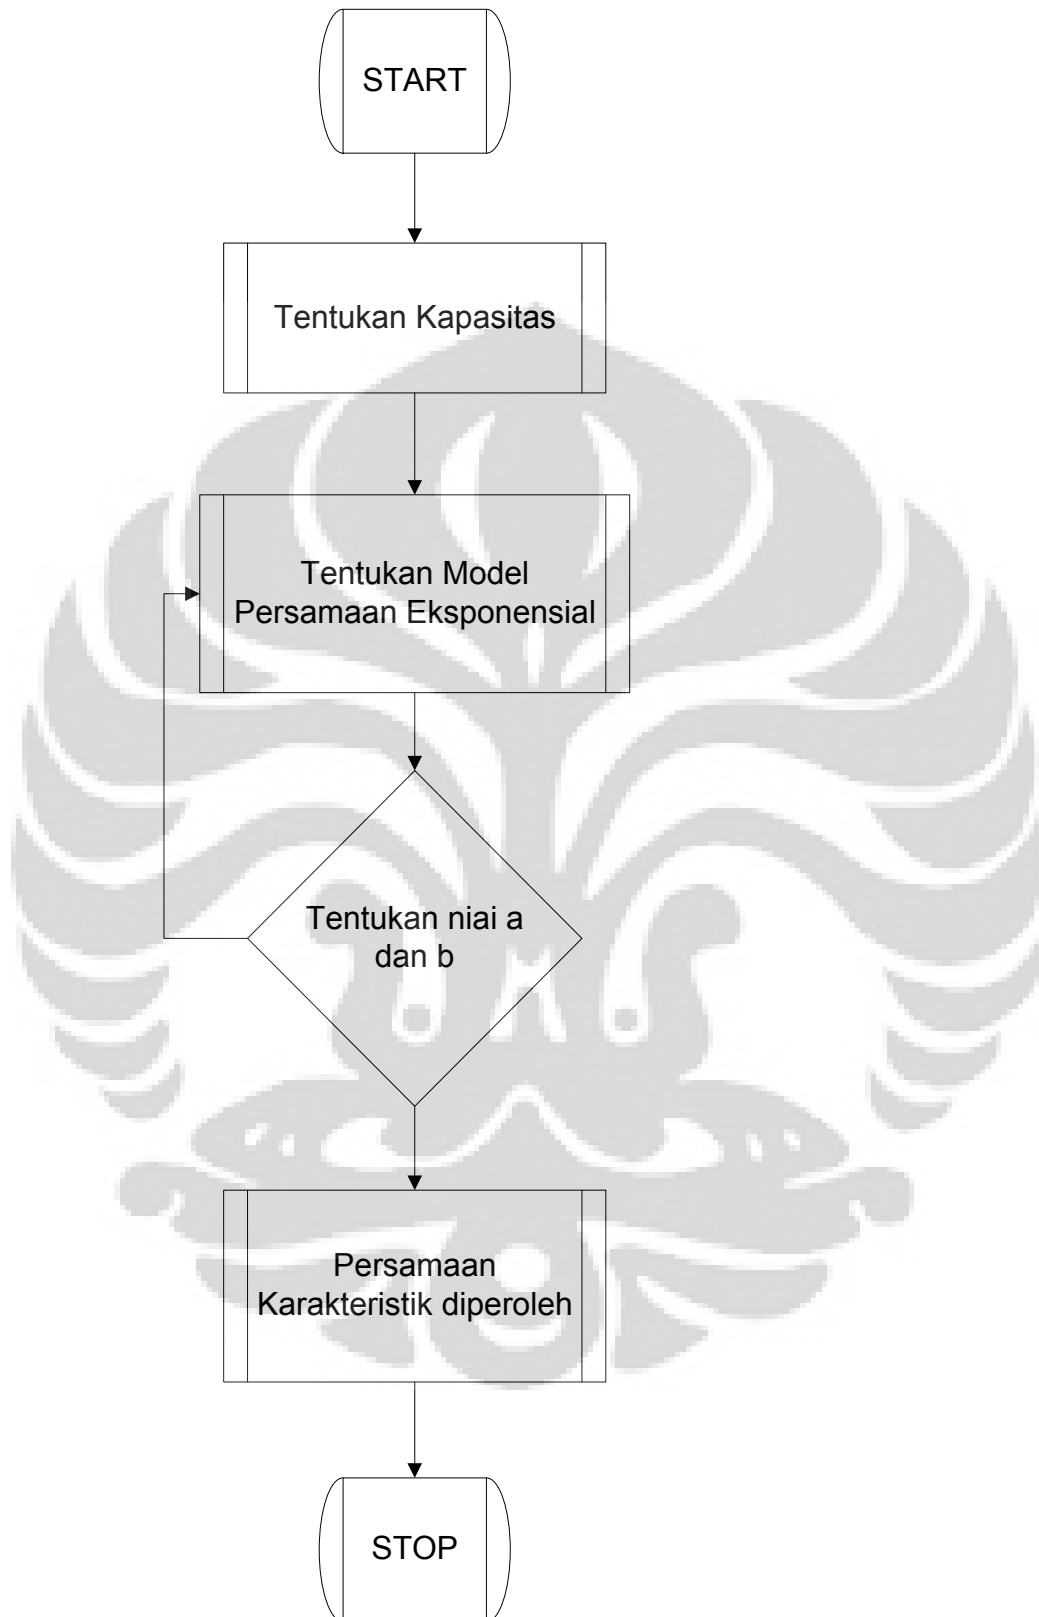 START
Tentukan Kapasitas
Tentukan Model
Persamaan Eksponensial
Tentukan niai a
dan b
Persamaan
Karakteristik diperoleh
STOP